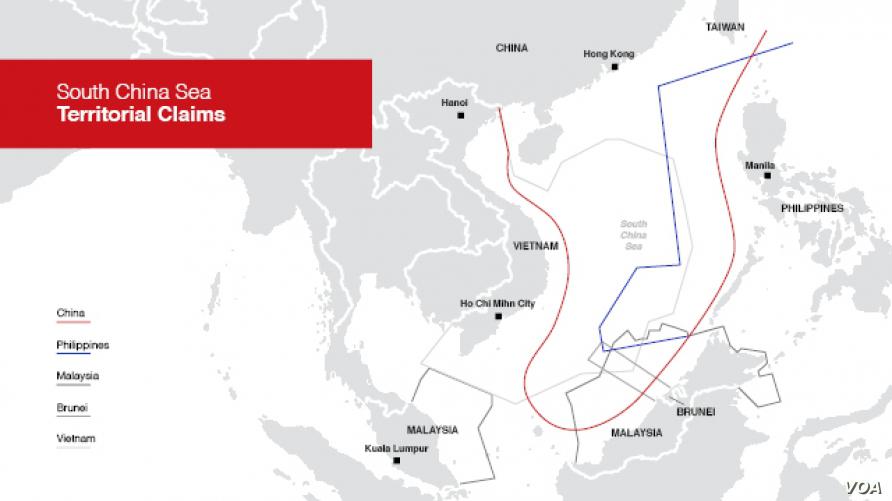 South China Sea
Territorial Claims
CHINA
TAIWAN
Hong Kong
Hanoi
Manila
PHILIPPINES
South
China
Sea
VIETNAM
Ho Chi Mihn City
China
Philippines
Malaysia
Brunei
Vietnam
MALAYSIA
Kuala Lumpur
BRUNEI
MALAYSIA
VOA